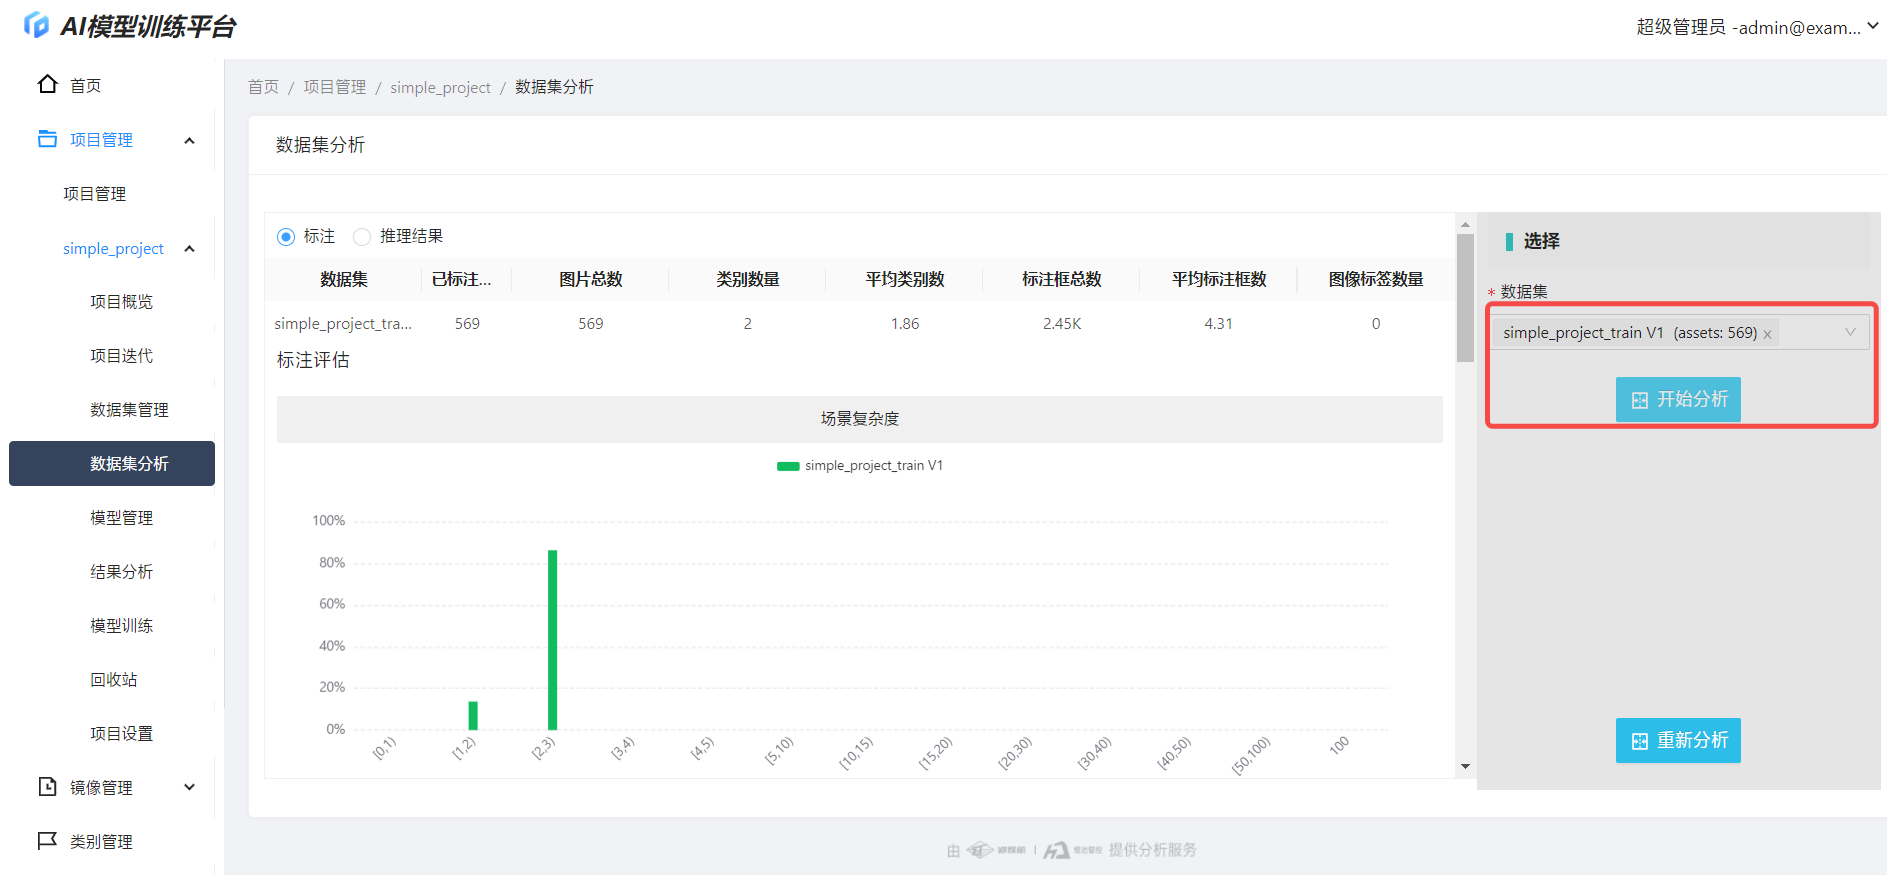 AI模型训练平台
超级管理员 -admin@exam...
首页
项目管理
项目管理
simple_project
项目概览
项目迭代
数据集管理
数据集分析
模型管理
结果分析
模型训练
回收站
项目设置
镜像管理
类别管理
首页 / 项目管理 / simple_project / 数据集分析
数据集分析
标注 推理结果
数据集 已标注... 图片总数 类别数量 平均类别数 标注框总数 平均标注框数 图像标签数量
simple_project_tra... 569 569 2 1.86 2.45K 4.31 0
标注评估
场景复杂度
simple_project_train V1
100%
80%
60%
40%
20%
0%
[0,1) [1,2) [2,3) [3,4) [4,5) [5,10) [10,15) [15,20) [20,30) [30,40) [40,50) [50,100) 100
选择
* 数据集
simple_project_train V1 (assets: 569) x
开始分析
重新分析
由
提供分析服务